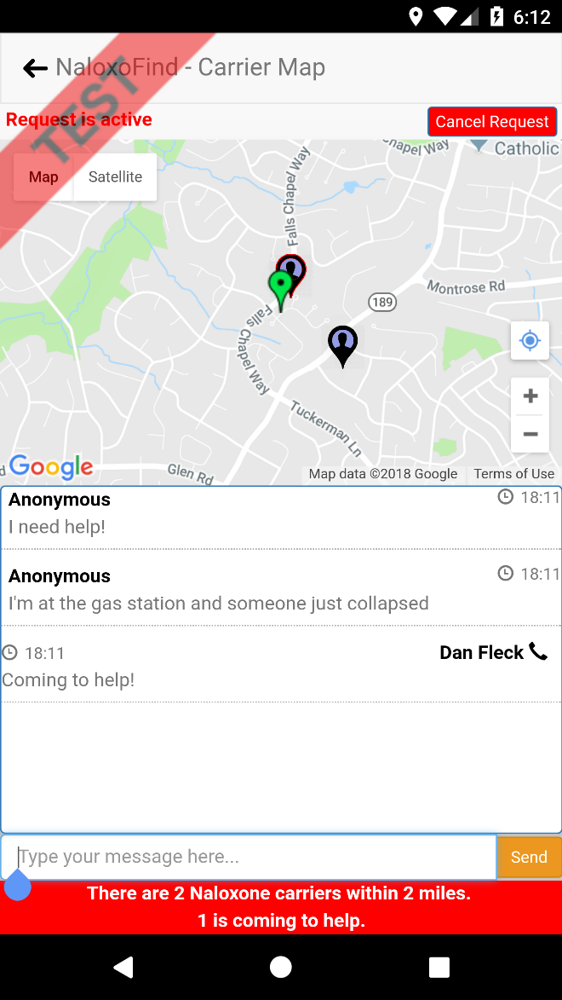 6:12
NaloxoFind - Carrier Map
TEST
Request is active
Cancel Request
Map
Satellite
Falls Chapel Way
Chapel Way
Catholic
Montrose Rd
189
Falls Chapel Way
Tuckerman Ln
Glen Rd
d
Google
Map data ©2018 Google
Terms of Use
Anonymous
18:11
I need help!
Anonymous
18:11
I'm at the gas station and someone just collapsed
18:11
Dan Fleck
Coming to help!
Type your message here...
Send
There are 2 Naloxone carriers within 2 miles.
1 is coming to help.